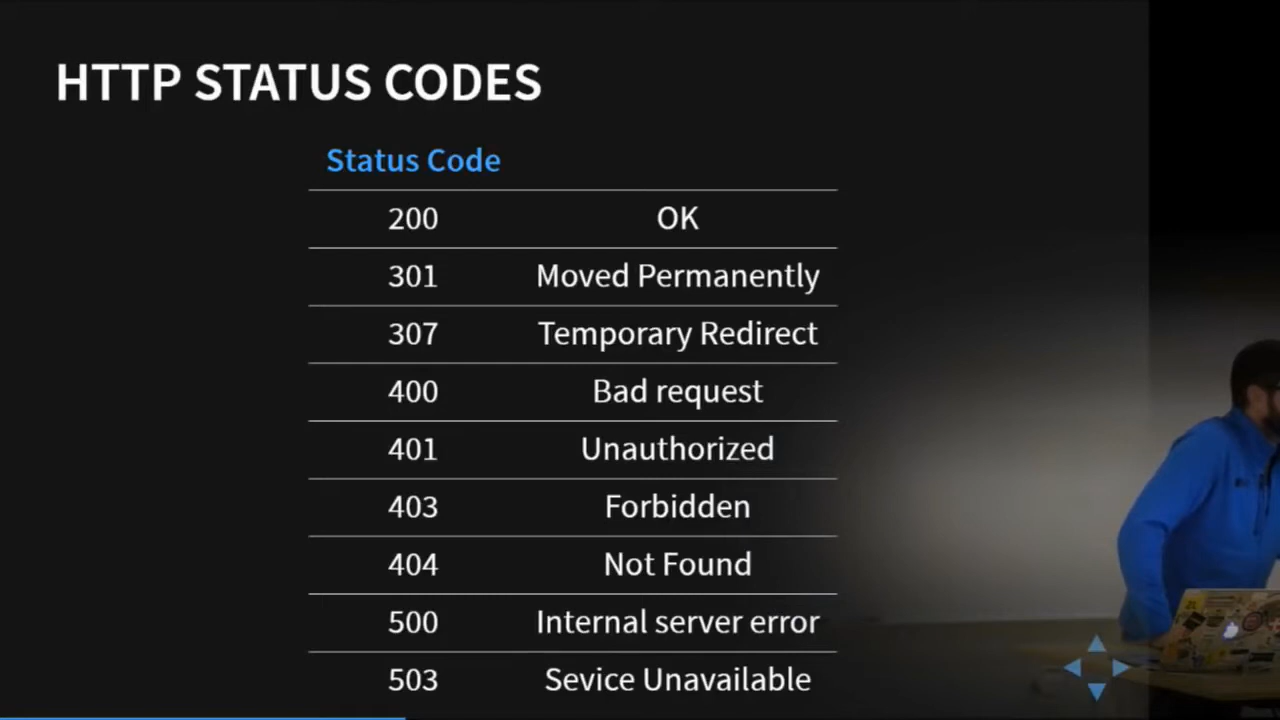 HTTP STATUS CODES
Status Code
200 OK
301 Moved Permanently
307 Temporary Redirect
400 Bad request
401 Unauthorized
403 Forbidden
404 Not Found
500 Internal server error
503 Sevice Unavailable